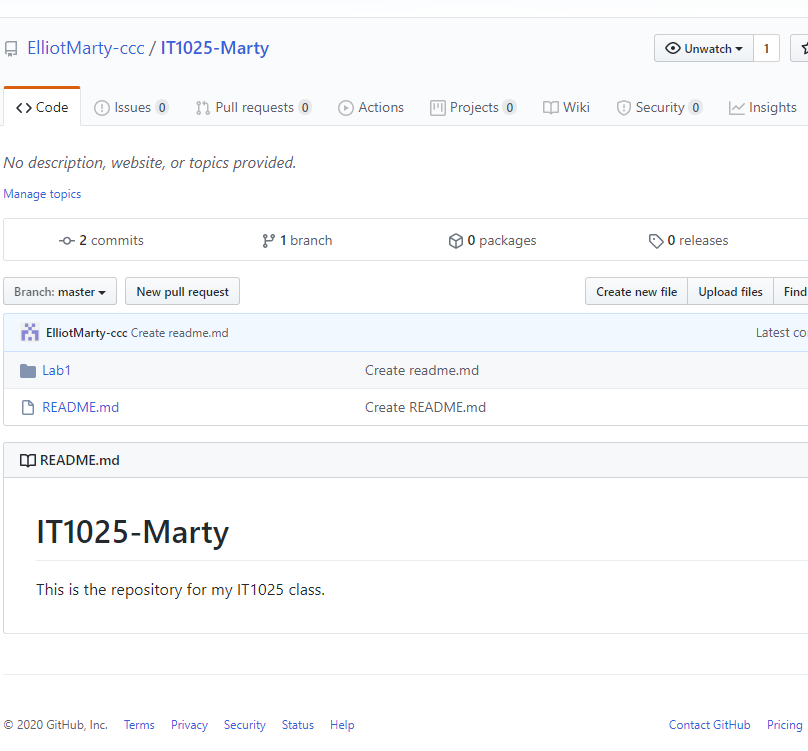 ElliotMarty-ccc / IT1025-Marty
Unwatch 1
Code Issues 0 Pull requests 0 Actions Projects 0 Wiki Security 0 Insights
No description, website, or topics provided.
Manage topics
2 commits 1 branch 0 packages 0 releases
Branch: master New pull request Create new file Upload files Find
ElliotMarty-ccc Create readme.md Latest
Lab1 Create readme.md
README.md Create README.md
README.md
IT1025-Marty
This is the repository for my IT1025 class.
© 2020 GitHub, Inc. Terms Privacy Security Status Help Contact GitHub Pricing